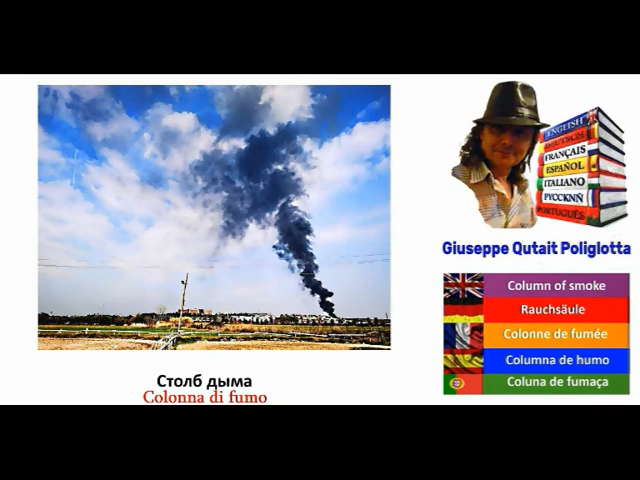 Столб дыма
Colonna di fumo
ENGLISH
DEUTSCH
FRANÇAIS
ESPAÑOL
ITALIANO
РУССКNÑ
PORTUGUÊS
Giuseppe Qutait Poliglotta
Column of smoke
Rauchsäule
Colonne de fumée
Columna de humo
Coluna de fumaça